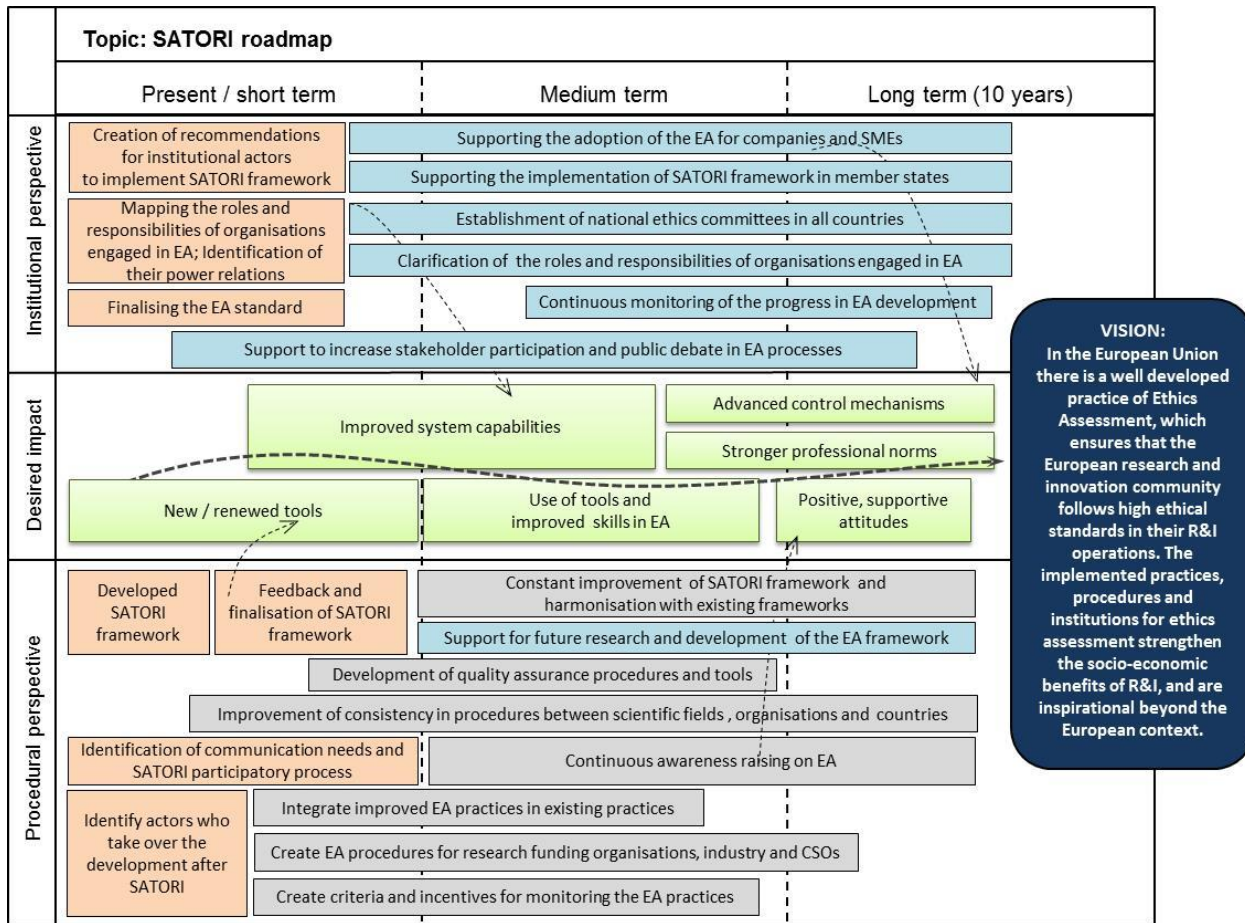 Topic: SATORI roadmap
Present / short term
Medium term
Long term (10 years)
Institutional perspective
Creation of recommendations
for institutional actors
to implement SATORI framework
Supporting the adoption of the EA for companies and SMEs
Supporting the implementation of SATORI framework in member states
Mapping the roles and
responsibilities of organisations
engaged in EA; Identification of
their power relations
Establishment of national ethics committees in all countries
Clarification of the roles and responsibilities of organisations engaged in EA
Finalising the EA standard
Continuous monitoring of the progress in EA development
Support to increase stakeholder participation and public debate in EA processes
Desired impact
Improved system capabilities
Advanced control mechanisms
Stronger professional norms
New / renewed tools
Use of tools and
improved skills in EA
Positive, supportive
attitudes
Procedural perspective
Developed
SATORI
framework
Feedback and
finalisation of SATORI
framework
Constant improvement of SATORI framework and
harmonisation with existing frameworks
Support for future research and development of the EA framework
Development of quality assurance procedures and tools
Improvement of consistency in procedures between scientific fields , organisations and countries
Identification of communication needs and
SATORI participatory process
Continuous awareness raising on EA
Identify actors who
take over the
development after
SATORI
Integrate improved EA practices in existing practices
Create EA procedures for research funding organisations, industry and CSOs
Create criteria and incentives for monitoring the EA practices
VISION:
In the European Union
there is a well developed
practice of Ethics
Assessment, which
ensures that the
European research and
innovation community
follows high ethical
standards in their R&I
operations. The
implemented practices,
procedures and
institutions for ethics
assessment strengthen
the socio-economic
benefits of R&I, and are
inspirational beyond the
European context.